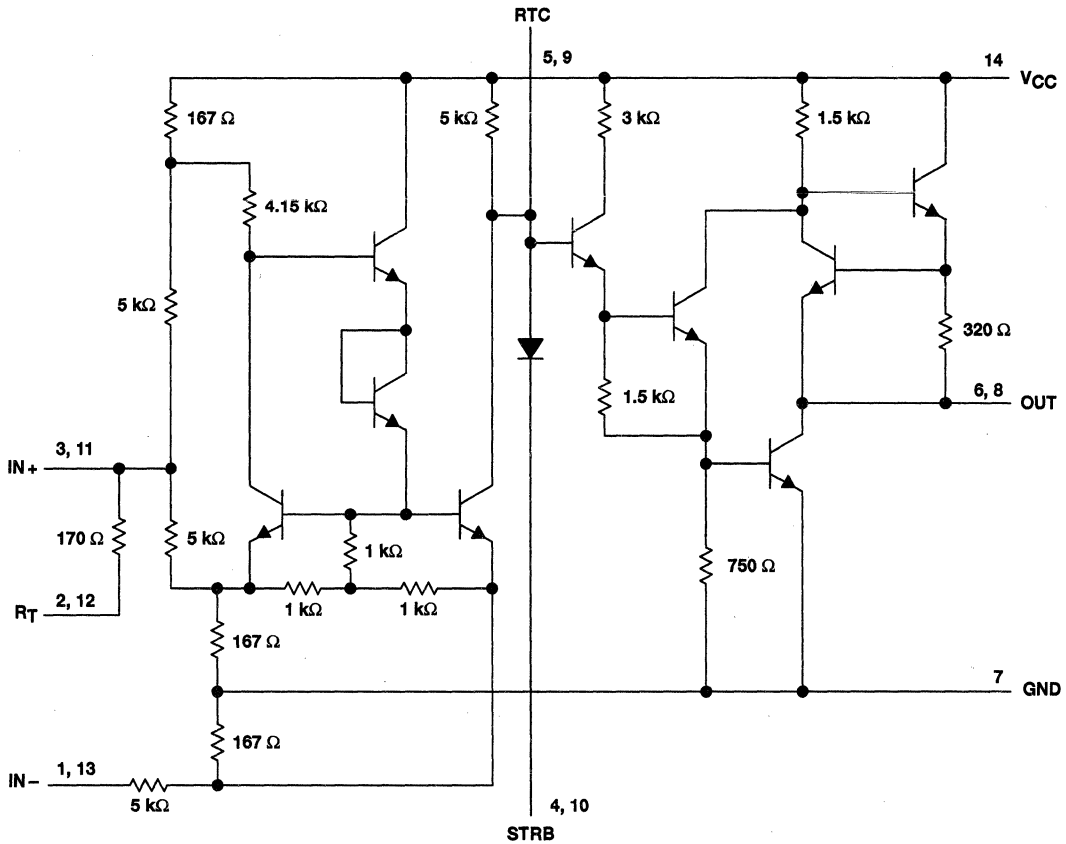 RTC
5, 9
14
VCC
167 Ω
5 kΩ
3 kΩ
1.5 kΩ
4.15 kΩ
5 kΩ
320 Ω
1.5 kΩ
6, 8
OUT
3, 11
IN+
170 Ω
5 kΩ
1 kΩ
750 Ω
2, 12
RT
1 kΩ
1 kΩ
167 Ω
7
GND
167 Ω
1, 13
IN−
5 kΩ
4, 10
STRB